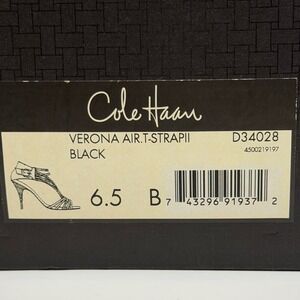 Cole Haan
VERONA AIR.T-STRAPII D34028
BLACK 4500219197
6.5 B
7 43296 91937 2